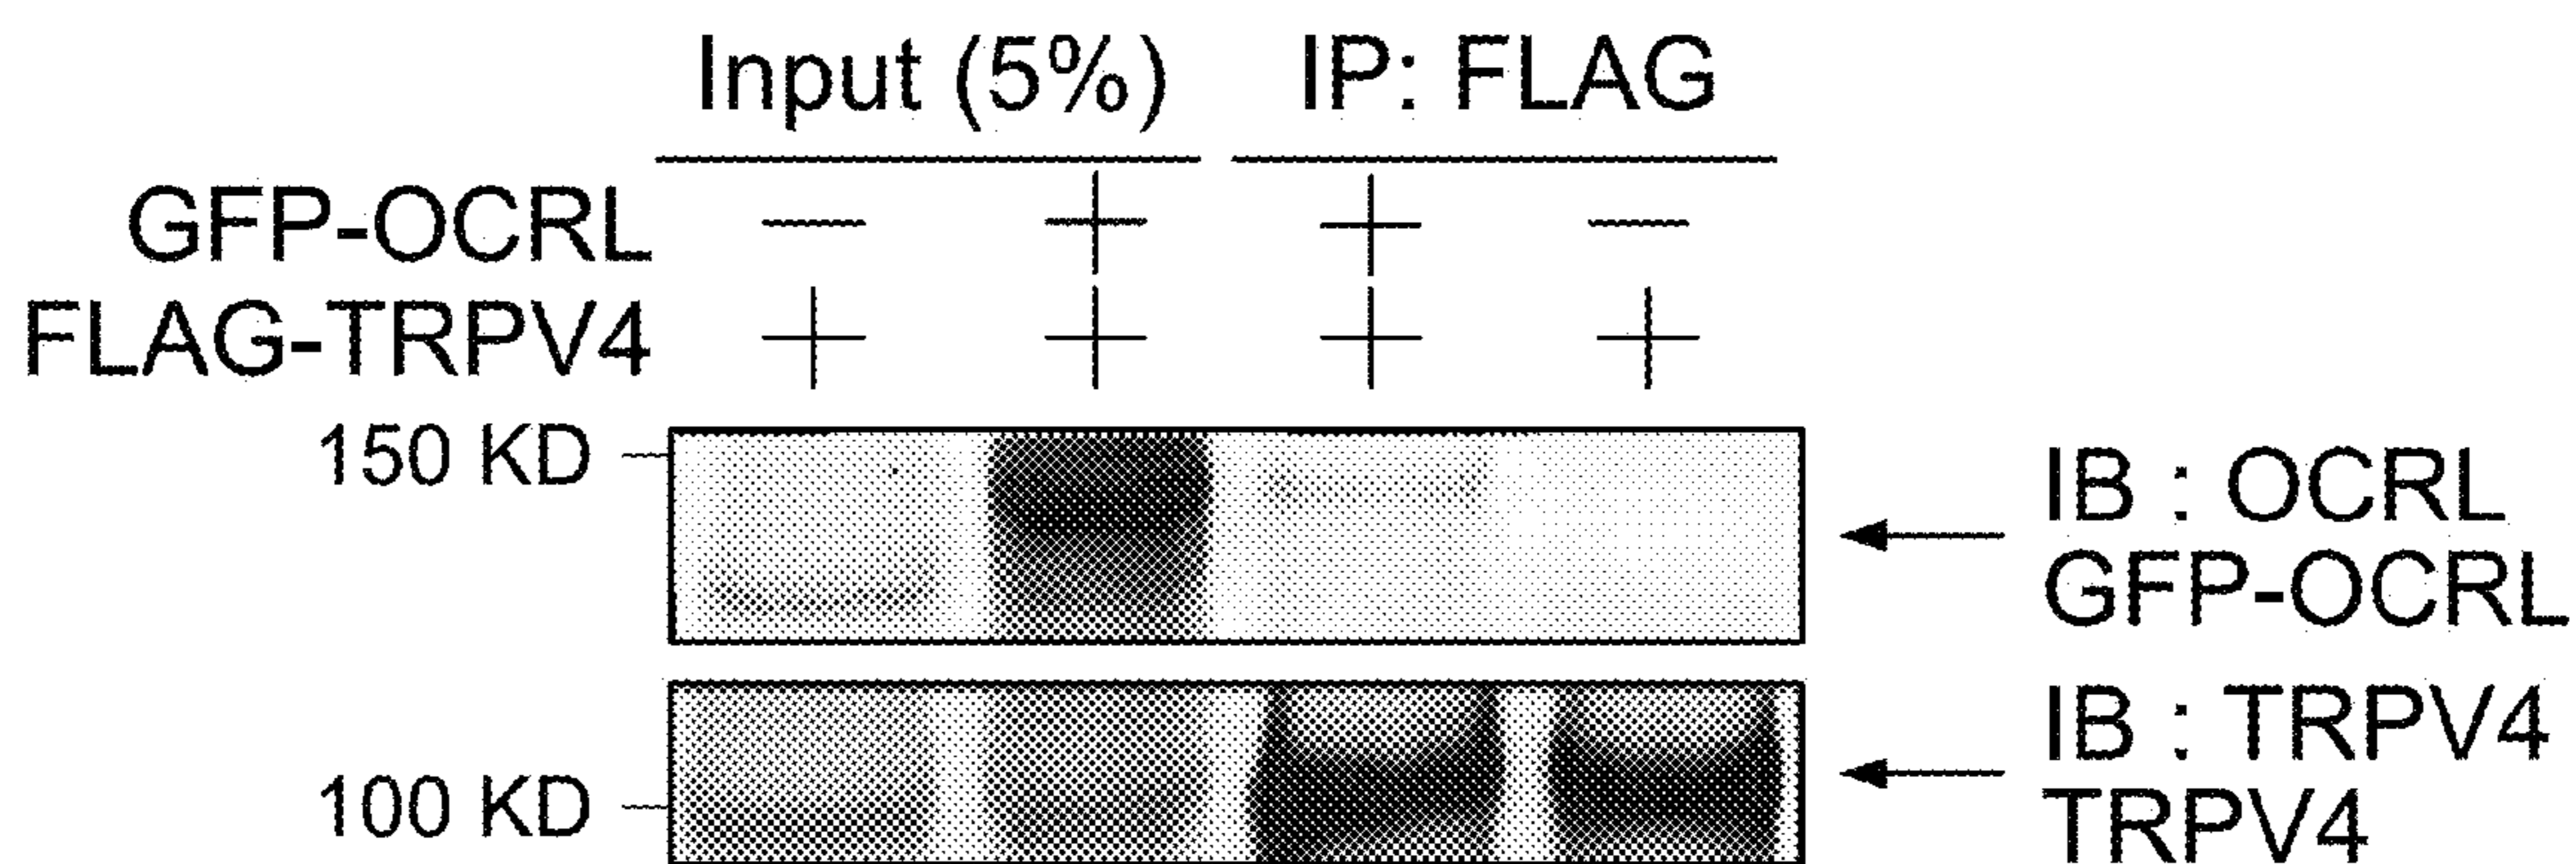 Input (5%) IP: FLAG
GFP-OCRL — + + —
FLAG-TRPV4 + + + +
150 KD
IB : OCRL
GFP-OCRL
100 KD
IB : TRPV4
TRPV4